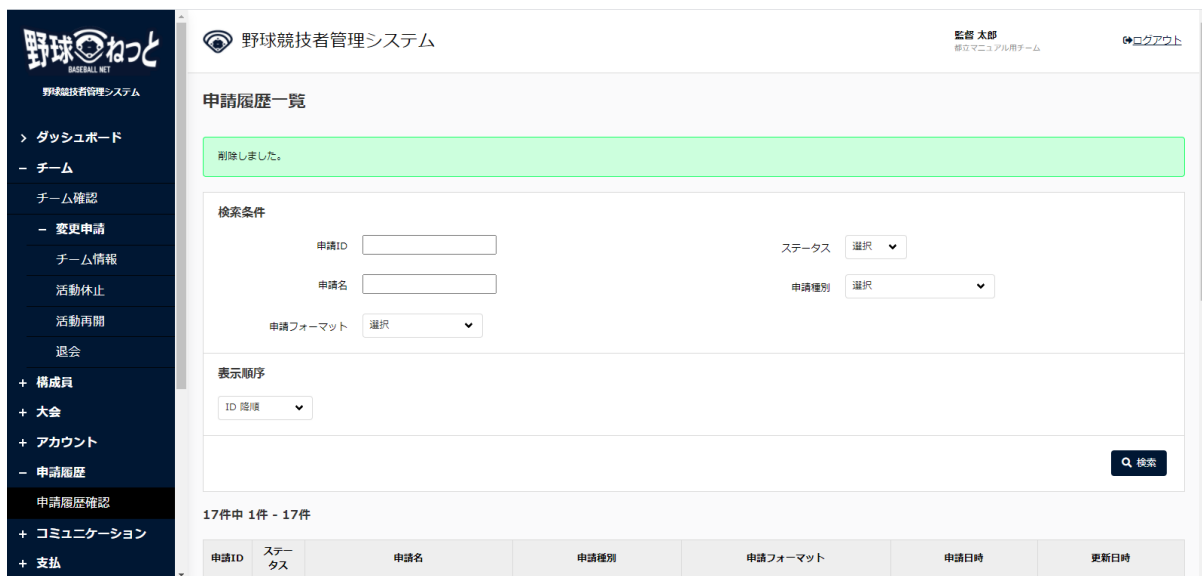 野球ねっと
BASEBALL NET
野球競技者管理システム
ダッシュボード
チーム
チーム確認
変更申請
チーム情報
活動休止
活動再開
退会
構成員
大会
アカウント
申請履歴
申請履歴確認
コミュニケーション
支払
野球競技者管理システム
監督 太郎
都立マニュアル用チーム
ログアウト
申請履歴一覧
削除しました。
検索条件
申請ID
ステータス 選択
申請名
申請種別 選択
申請フォーマット 選択
表示順序
ID 降順
検索
17件中 1件 - 17件
申請ID ステータス 申請名 申請種別 申請フォーマット 申請日時 更新日時